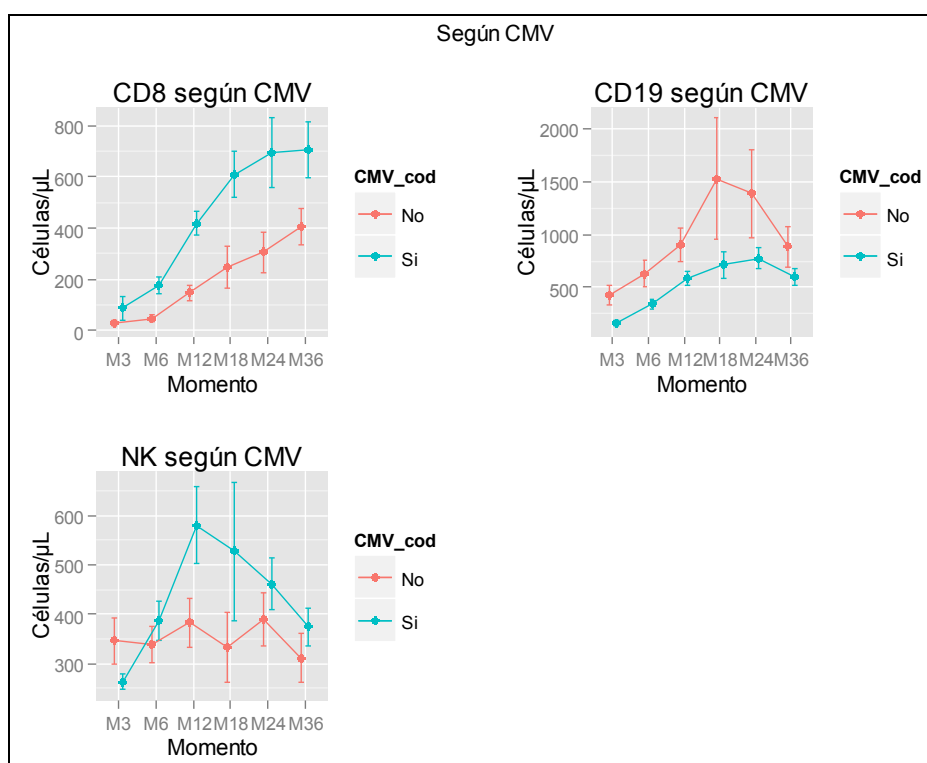 Según CMV
CD8 según CMV
800
600
400
200
0
Células/µL
M3 M6 M12 M18 M24 M36
Momento
CMV_cod
No
Si
CD19 según CMV
2000
1500
1000
500
Células/µL
M3 M6 M12 M18 M24 M36
Momento
CMV_cod
No
Si
NK según CMV
600
500
400
300
Células/µL
M3 M6 M12 M18 M24 M36
Momento
CMV_cod
No
Si